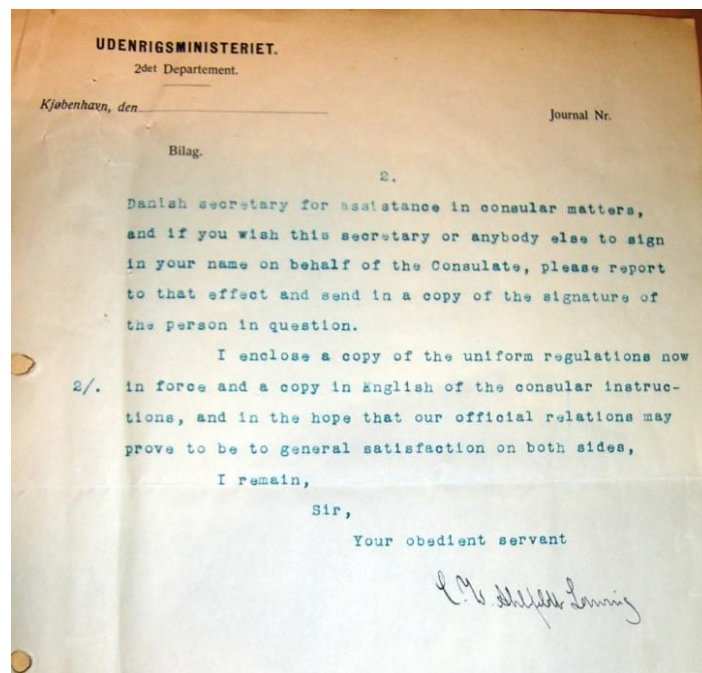 UDENRIGSMINISTERIET.
2det Departement.
Kjøbenhavn, den
Journal Nr.
Bilag.
2.
Danish secretary for assistance in consular matters,
and if you wish this secretary or anybody else to sign
in your name on behalf of the Consulate, please report
to that effect and send in a copy of the signature of
the person in question.
I enclose a copy of the uniform regulations now
2/. in force and a copy in English of the consular instruc-
tions, and in the hope that our official relations may
prove to be to general satisfaction on both sides,
I remain,
Sir,
Your obedient servant